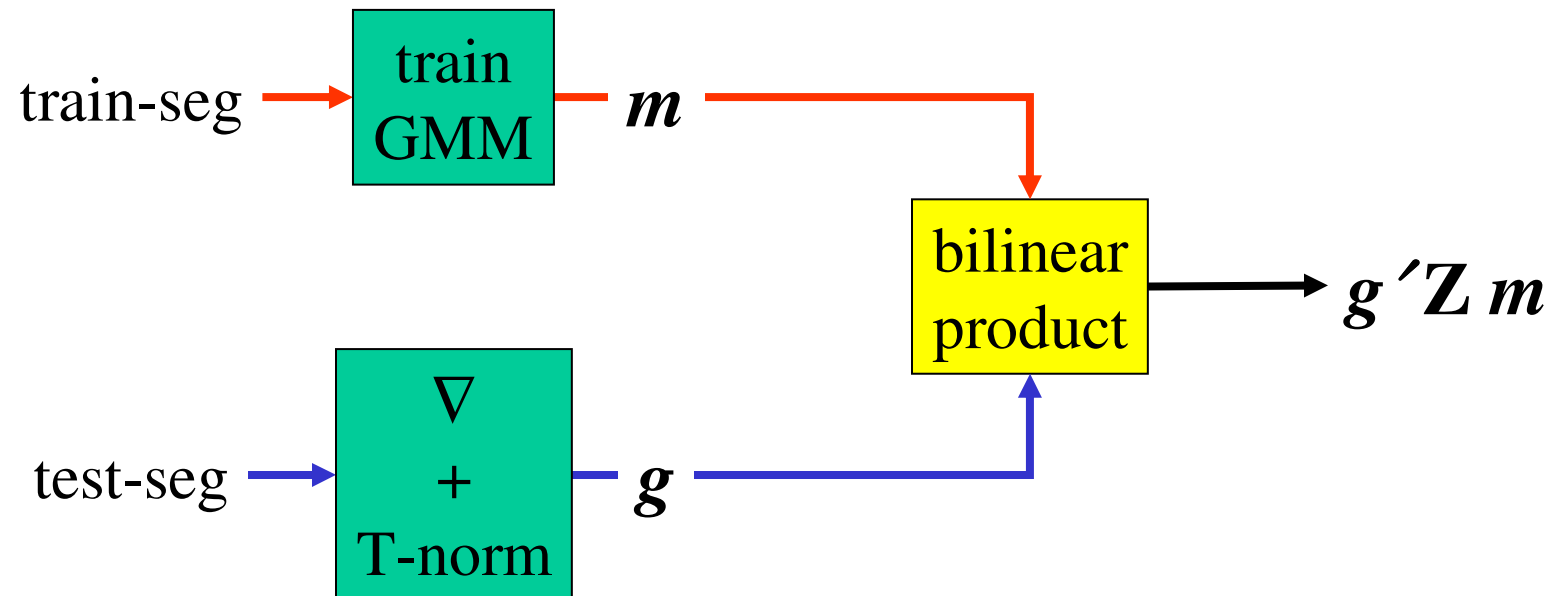 train-seg
train
GMM
m
bilinear
product
g ′Z m
test-seg
∇
+
T-norm
g